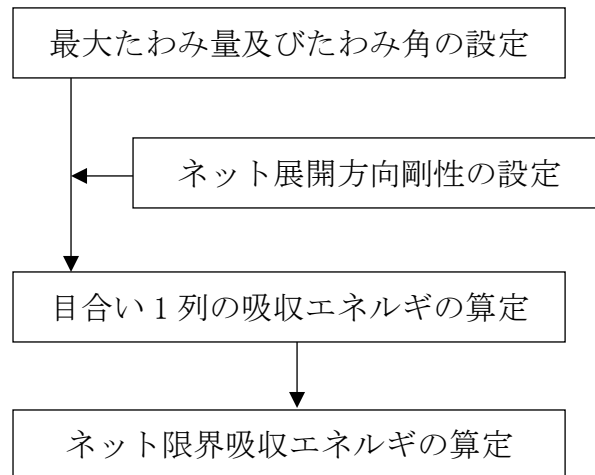 最大たわみ量及びたわみ角の設定
ネット展開方向剛性の設定
目合い1列の吸収エネルギの算定
ネット限界吸収エネルギの算定